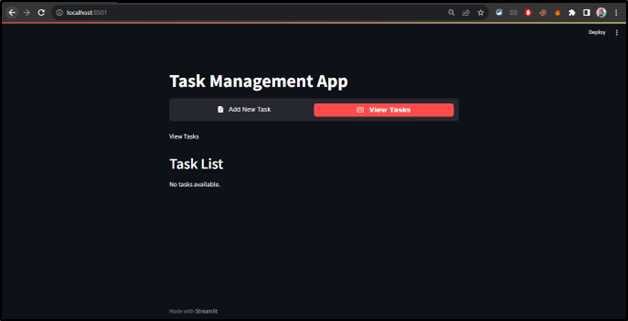 localhost:8501
Deploy
Task Management App
Add New Task
View Tasks
View Tasks
Task List
No tasks available.
Made with Streamlit